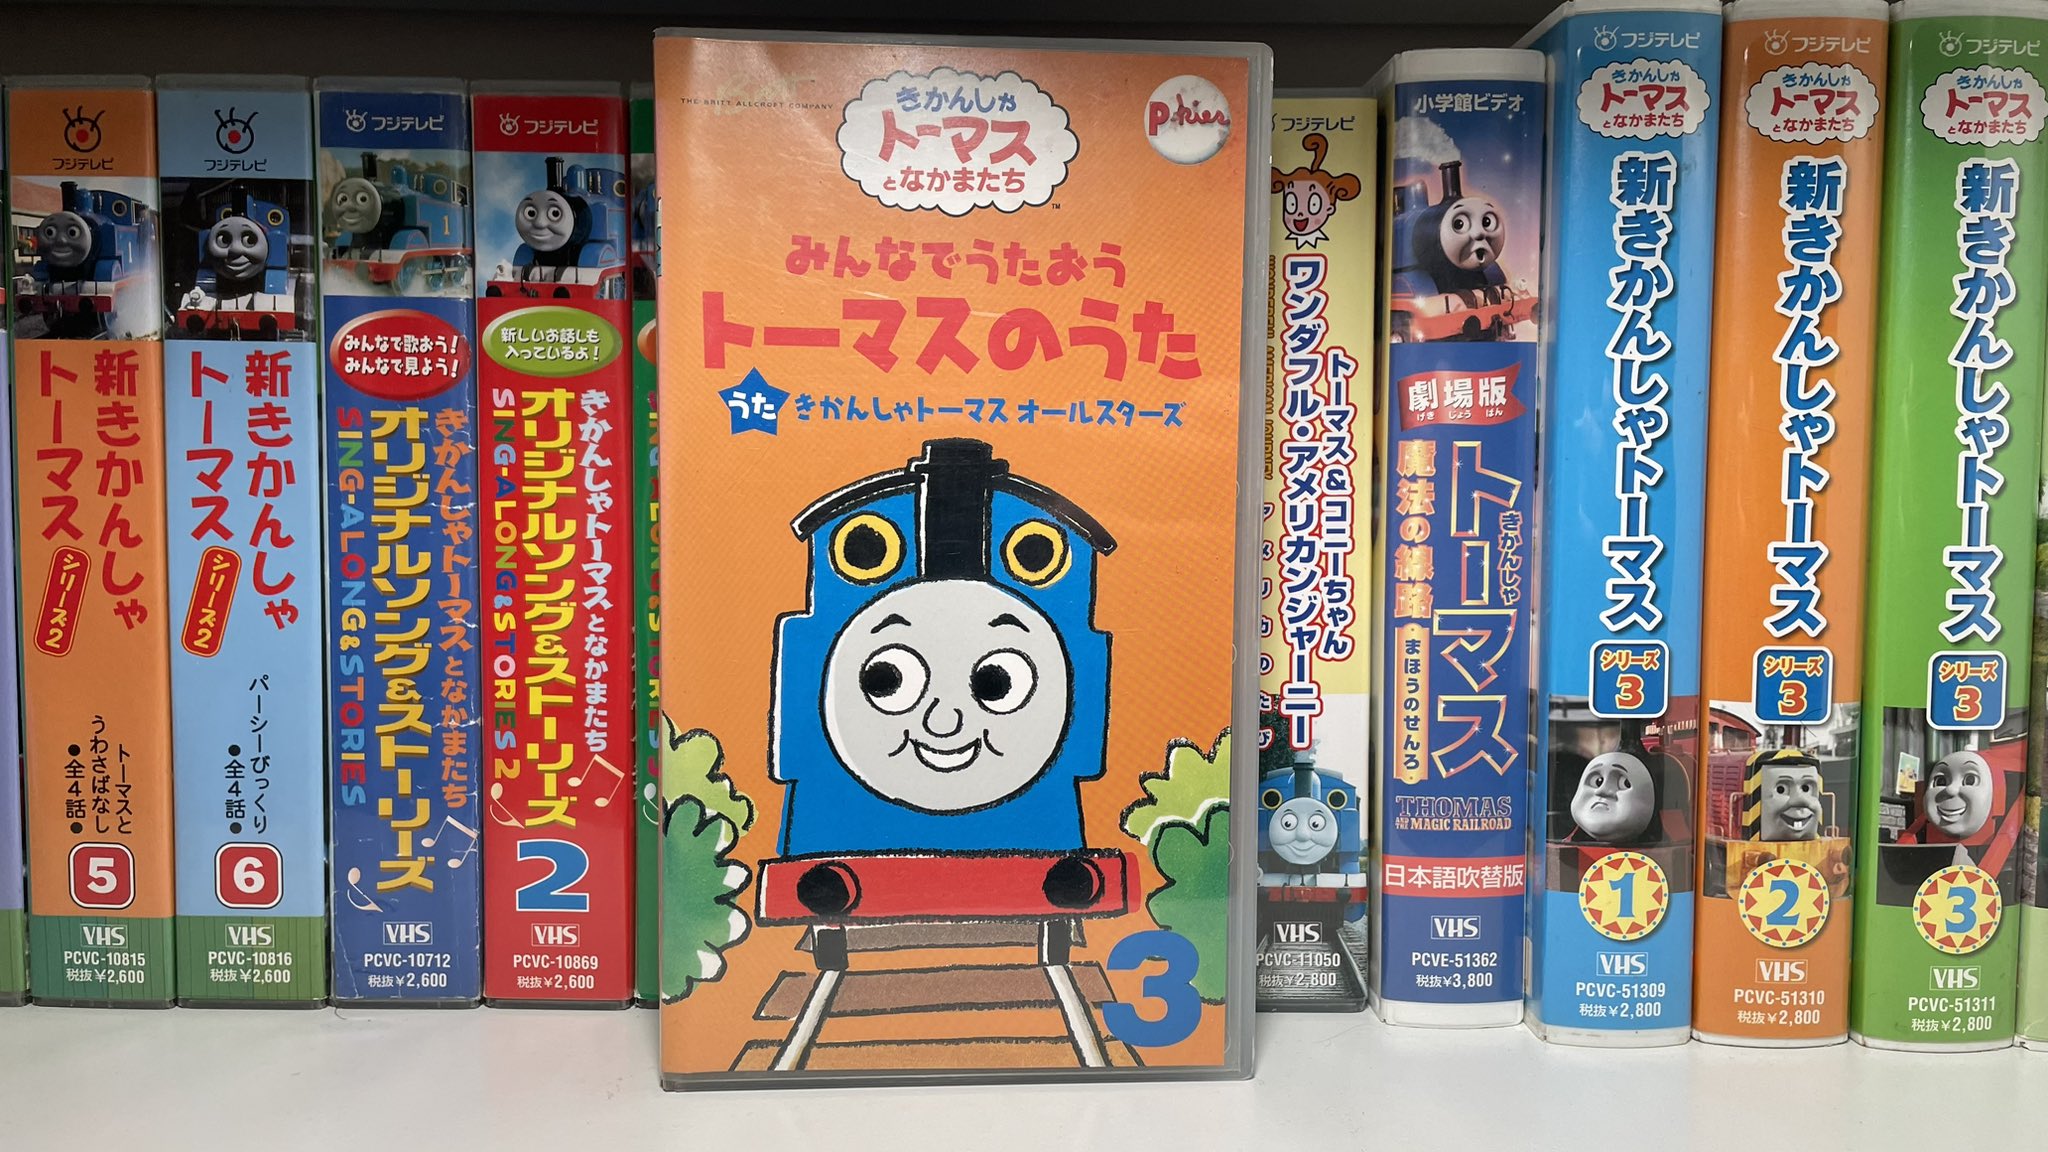 フジテレビ
新きかんしゃ
トーマス
シリーズ2
トーマスと
うわさばなし
●全4話●
5
VHS
PCVC-10815
税抜¥2,600
フジテレビ
新きかんしゃ
トーマス
シリーズ2
パーシーびっくり
●全4話●
6
VHS
PCVC-10816
税抜¥2,600
フジテレビ
みんなで歌おう!
みんなで見よう!
きかんしゃトーマスとなかまたち
オリジナルソング&ストーリーズ
SING-ALONG&STORIES
VHS
PCVC-10712
税抜¥2,600
フジテレビ
新しいお話しも
入っているよ!
きかんしゃトーマスとなかまたち
オリジナルソング&ストーリーズ
SING-ALONG&STORIES 2
2
VHS
PCVC-10869
税抜¥2,600
THE BRITT ALLCROFT COMPANY
きかんしゃ
トーマス
となかまたち
™
P-kies
みんなでうたおう
トーマスのうた
うた
きかんしゃトーマス オールスターズ
3
フジテレビ
トーマス&コニーちゃん
ワンダフル・アメリカンジャーニー
VHS
PCVC-11050
税抜¥2,800
小学館ビデオ
劇場版
げき じょう ばん
きかんしゃ
トーマス
魔法の線路
まほうのせんろ
THOMAS
AND THE MAGIC RAILROAD
日本語吹替版
VHS
PCVE-51362
税抜¥3,800
フジテレビ
きかんしゃ
トーマス
となかまたち
新きかんしゃトーマス
シリーズ
3
1
VHS
PCVC-51309
税抜¥2,800
フジテレビ
きかんしゃ
トーマス
となかまたち
新きかんしゃトーマス
シリーズ
3
2
VHS
PCVC-51310
税抜¥2,800
フジテレビ
きかんしゃ
トーマス
となかまたち
新きかんしゃトーマス
シリーズ
3
3
VHS
PCVC-51311
税抜¥2,800